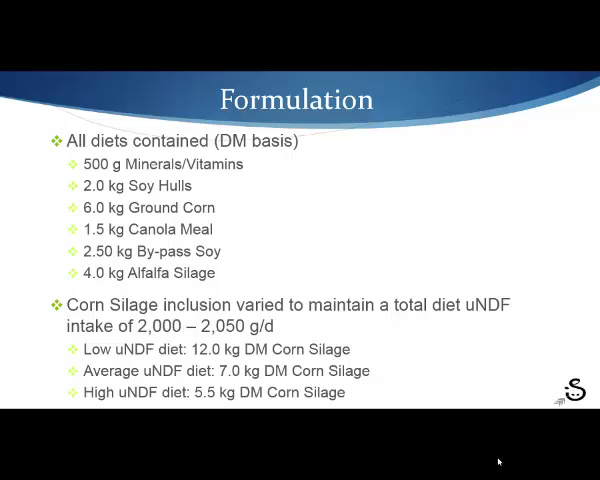 Formulation
All diets contained (DM basis)
500 g Minerals/Vitamins
2.0 kg Soy Hulls
6.0 kg Ground Corn
1.5 kg Canola Meal
2.50 kg By-pass Soy
4.0 kg Alfalfa Silage
Corn Silage inclusion varied to maintain a total diet uNDF
intake of 2,000 – 2,050 g/d
Low uNDF diet: 12.0 kg DM Corn Silage
Average uNDF diet: 7.0 kg DM Corn Silage
High uNDF diet: 5.5 kg DM Corn Silage